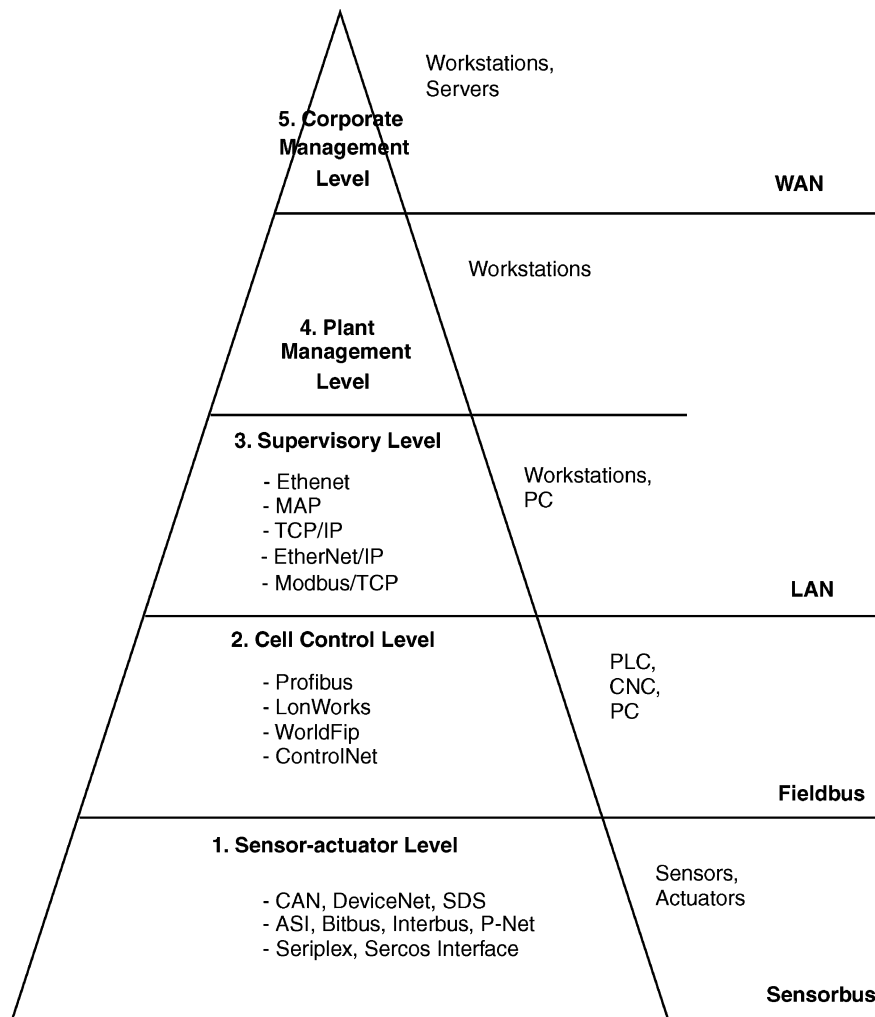 Workstations,
Servers
5. Corporate
Management
Level
WAN
Workstations
4. Plant
Management
Level
3. Supervisory Level
- Ethenet
- MAP
- TCP/IP
- EtherNet/IP
- Modbus/TCP
Workstations,
PC
LAN
2. Cell Control Level
- Profibus
- LonWorks
- WorldFip
- ControlNet
PLC,
CNC,
PC
Fieldbus
1. Sensor-actuator Level
- CAN, DeviceNet, SDS
- ASI, Bitbus, Interbus, P-Net
- Seriplex, Sercos Interface
Sensors,
Actuators
Sensorbus